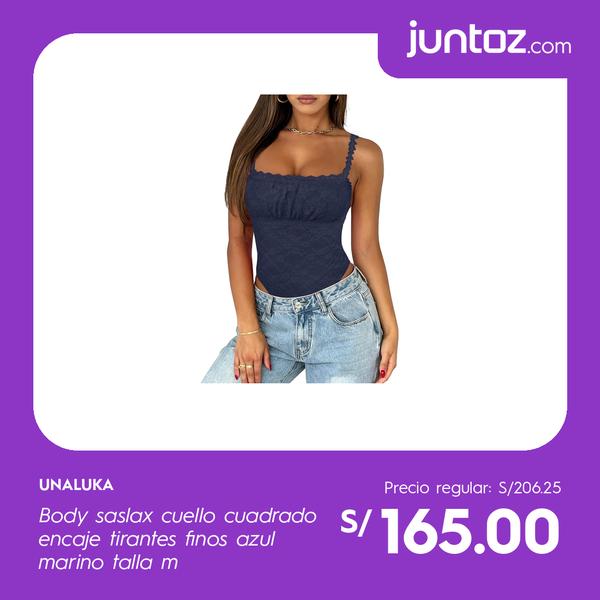 juntoz.com
UNALUKA
Body saslax cuello cuadrado
encaje tirantes finos azul
marino talla m
Precio regular: S/206.25
S/165.00